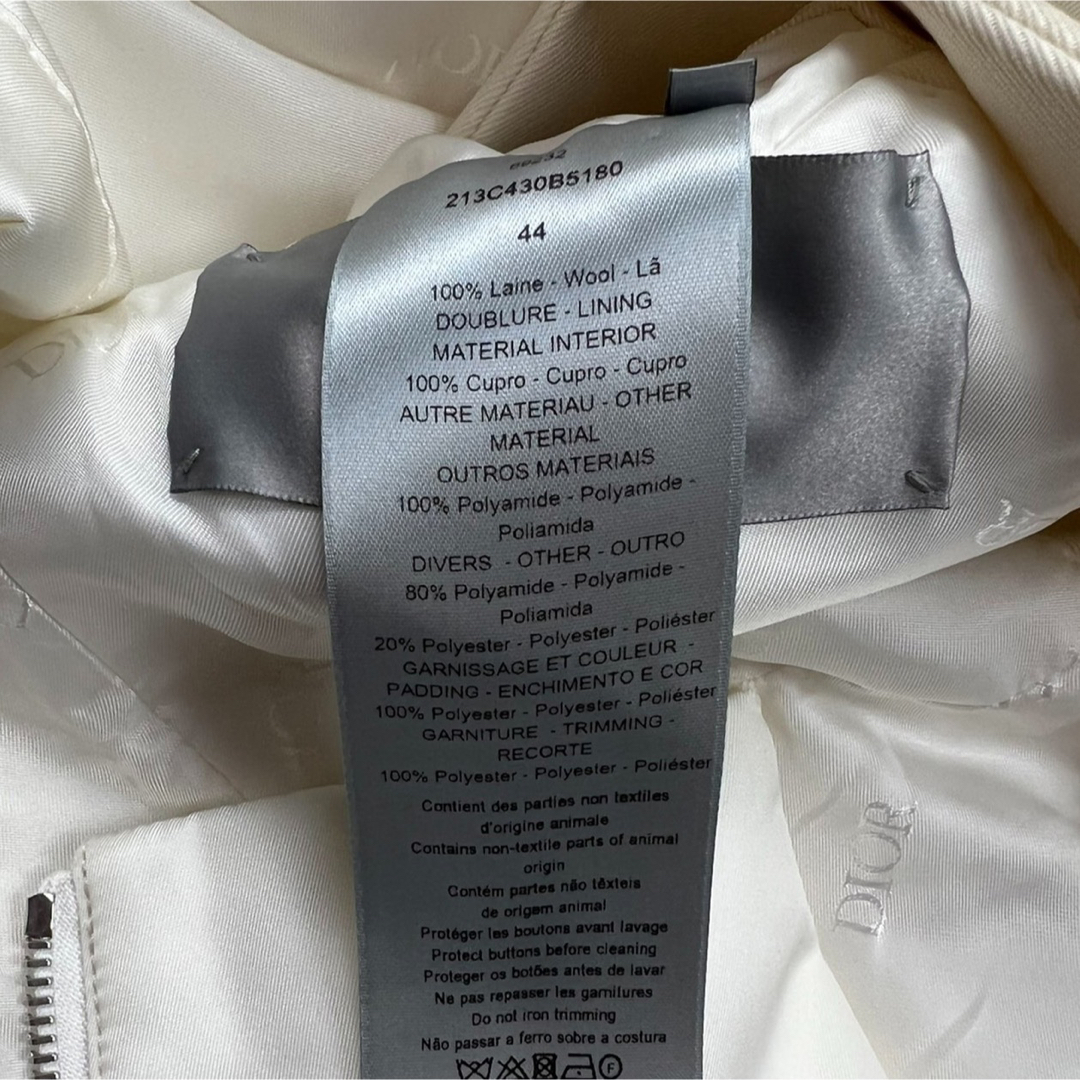 213C430B5180
44
100% Laine - Wool - Lã
DOUBLURE - LINING
MATERIAL INTERIOR
100% Cupro - Cupro - Cupro
AUTRE MATERIAU - OTHER
MATERIAL
OUTROS MATERIAIS
100% Polyamide - Polyamide -
Poliamida
DIVERS - OTHER - OUTRO
80% Polyamide - Polyamide -
Poliamida
20% Polyester - Polyester - Poliéster
GARNISSAGE ET COULEUR -
PADDING - ENCHIMENTO E COR
100% Polyester - Polyester - Poliéster
GARNITURE - TRIMMING -
RECORTE
100% Polyester - Polyester - Poliéster
Contient des parties non textiles
d'origine animale
Contains non-textile parts of animal
origin
Contém partes não têxteis
de origem animal
Protéger les boutons avant lavage
Protect buttons before cleaning
Proteger os botões antes de lavar
Ne pas repasser les garnitures
Do not iron trimming
Não passar a ferro sobre a costura
F
DIOR